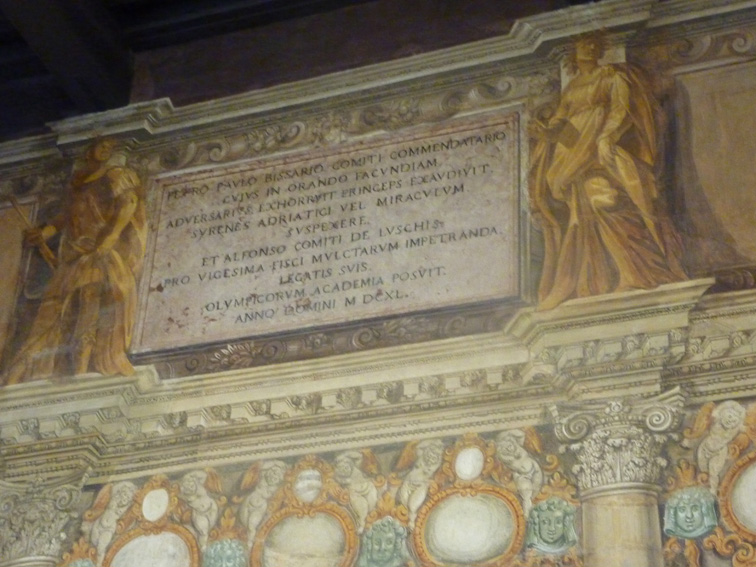 PETRO PAVLO BISSARIO COMITI COMMENDATARIO
CVIVS IN ORANDO FACVNDIAM
ADVERSARIVS EXHORRVIT PRINCEPS EXAVDIVIT
SYRENES ADRIATICI VEL MIRACVLVM
SVSPEXERE.
ET ALFONSO COMITI DE LVSCHIS
PRO VIGESIMA FISCI MVLCTARVM IMPETRANDA.
LEGATIS SVIS.
OLYMPICORVM ACADEMIA POSVIT.
ANNO DOMINI M DCXL.